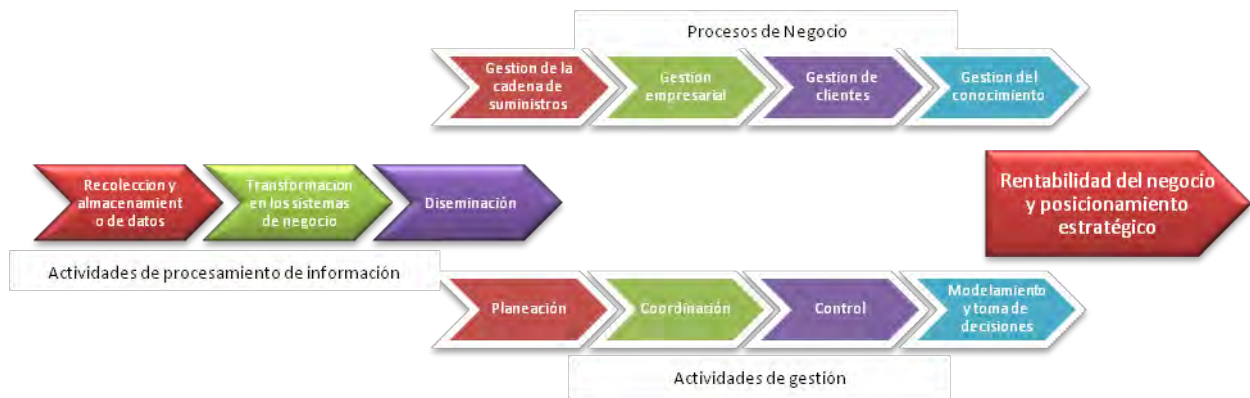 Procesos de Negocio
Gestion de la
cadena de
suministros
Gestion
empresarial
Gestion de
clientes
Gestion del
conocimiento
Recoleccion y
almacenamient
o de datos
Transformacion
en los sistemas
de negocio
Diseminación
Rentabilidad del negocio
y posicionamiento
estratégico
Actividades de procesamiento de información
Planeación
Coordinación
Control
Modelamiento
y toma de
decisiones
Actividades de gestión